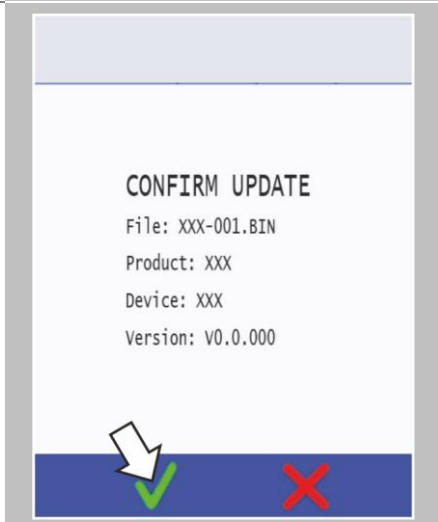 CONFIRM UPDATE
File: XXX-001.BIN
Product: XXX
Device: XXX
Version: V0.0.000